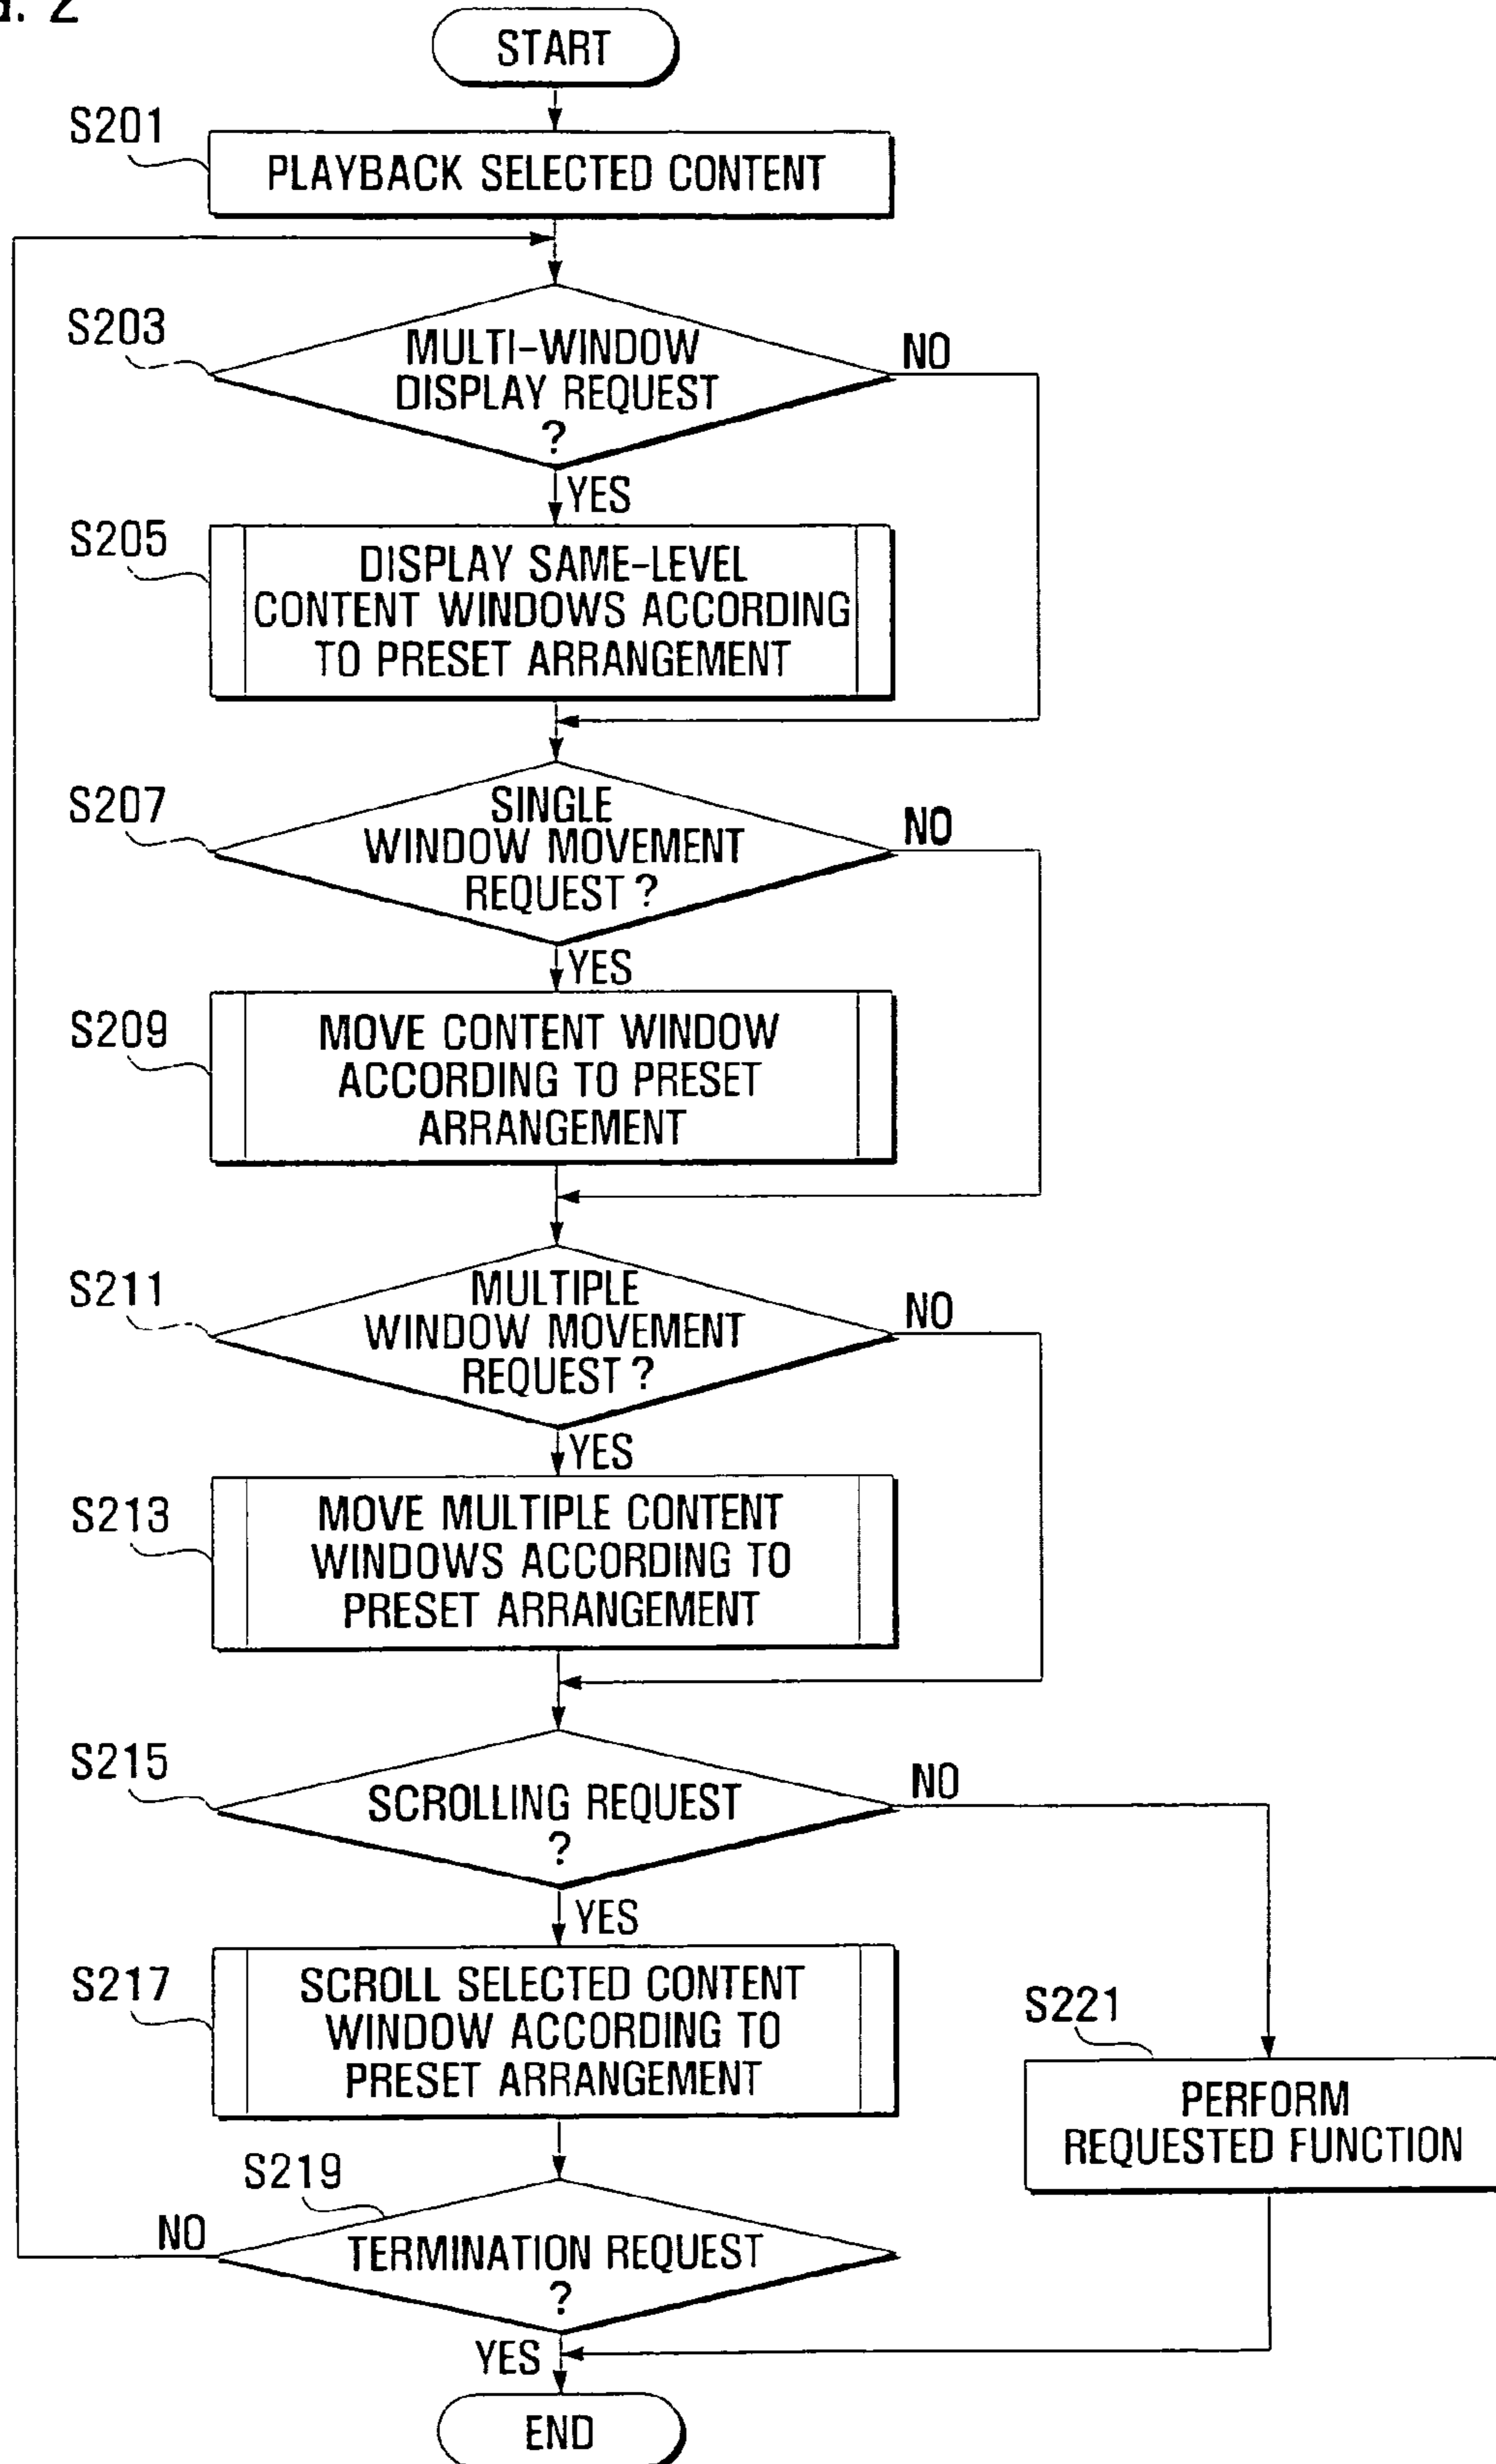 G. 2
START
S201
PLAYBACK SELECTED CONTENT
S203
MULTI-WINDOW
DISPLAY REQUEST
?
NO
YES
S205
DISPLAY SAME-LEVEL
CONTENT WINDOWS ACCORDING
TO PRESET ARRANGEMENT
S207
SINGLE
WINDOW MOVEMENT
REQUEST ?
NO
YES
S209
MOVE CONTENT WINDOW
ACCORDING TO PRESET
ARRANGEMENT
S211
MULTIPLE
WINDOW MOVEMENT
REQUEST ?
NO
YES
S213
MOVE MULTIPLE CONTENT
WINDOWS ACCORDING TO
PRESET ARRANGEMENT
S215
SCROLLING REQUEST
?
NO
YES
S217
SCROLL SELECTED CONTENT
WINDOW ACCORDING TO
PRESET ARRANGEMENT
S221
PERFORM
REQUESTED FUNCTION
S219
NO
TERMINATION REQUEST
?
YES
END